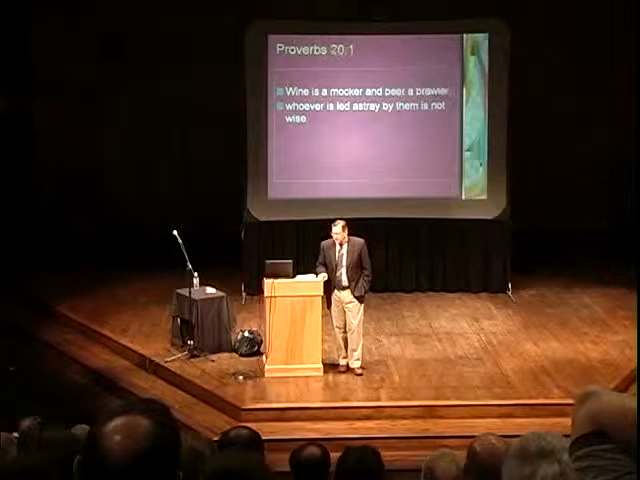 Proverbs 20:1
Wine is a mocker and beer a brawler
whoever is led astray by them is not
wise